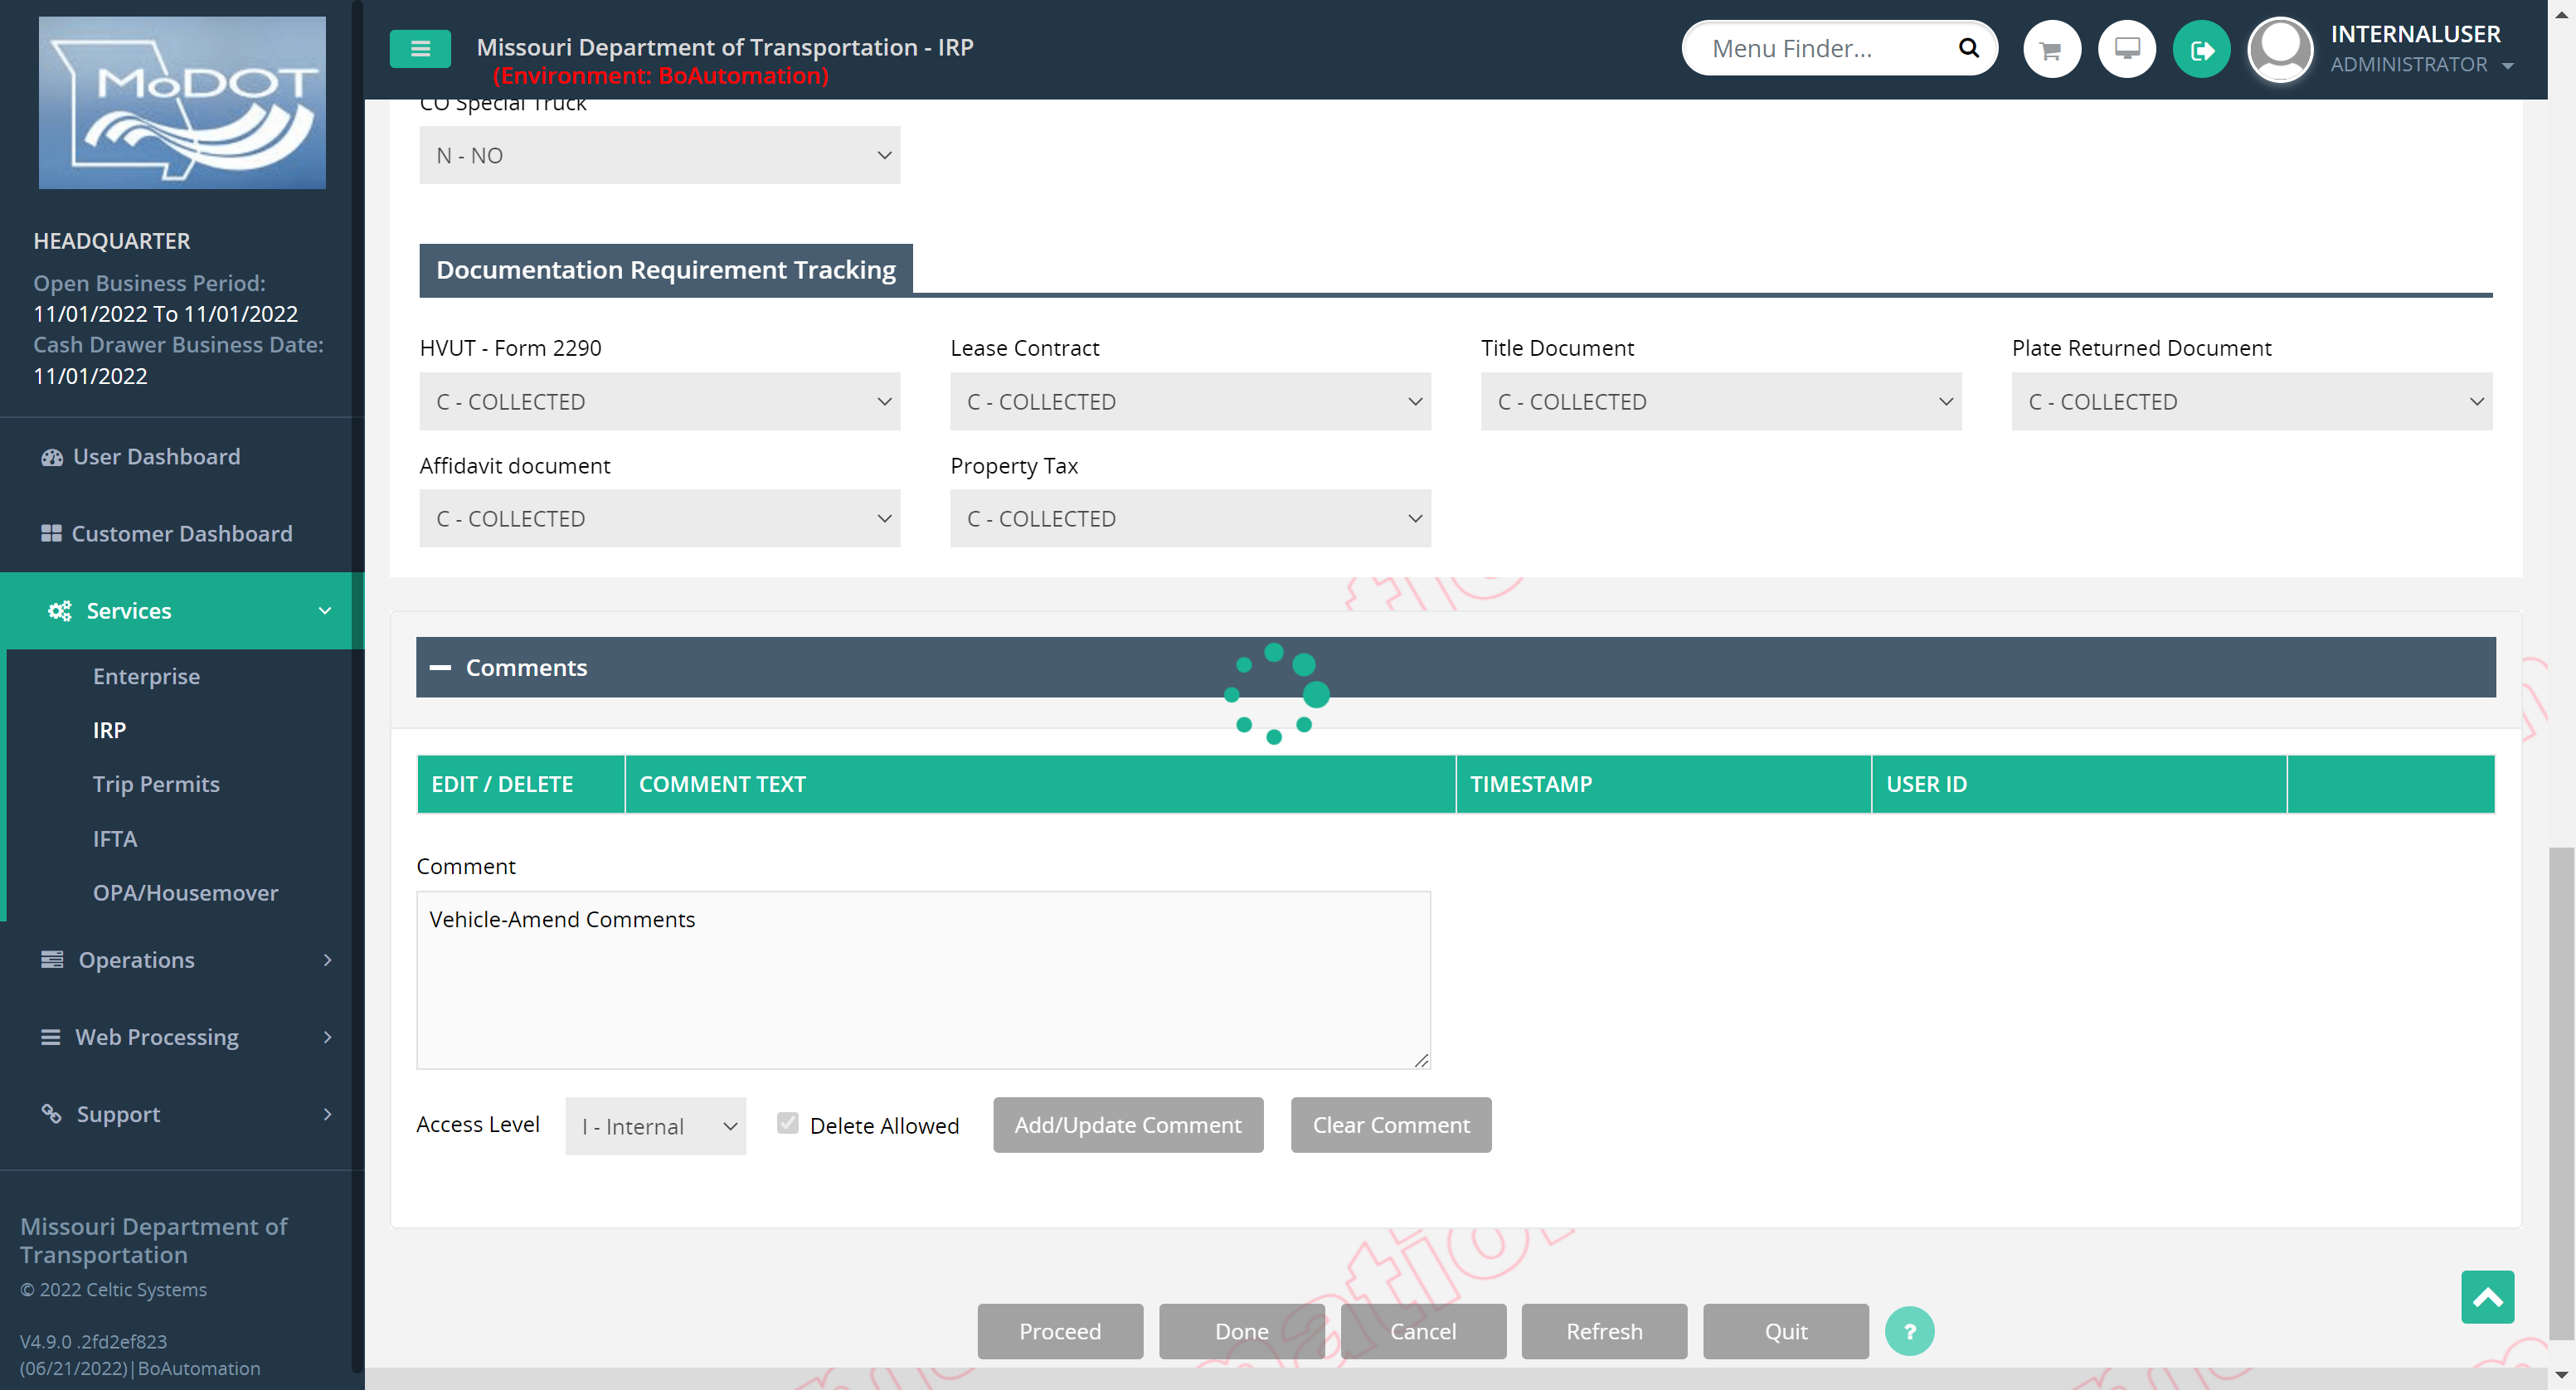 MoDOT
Missouri Department of Transportation - IRP
(Environment: BoAutomation)
Menu Finder...
INTERNALUSER
ADMINISTRATOR
HEADQUARTER
Open Business Period:
11/01/2022 To 11/01/2022
Cash Drawer Business Date:
11/01/2022
User Dashboard
Customer Dashboard
Services
Enterprise
IRP
Trip Permits
IFTA
OPA/Housemover
Operations
Web Processing
Support
Missouri Department of
Transportation
© 2022 Celtic Systems
V4.9.0 .2fd2ef823
(06/21/2022)|BoAutomation
CO Special Truck
N - NO
Documentation Requirement Tracking
HVUT - Form 2290 Lease Contract Title Document Plate Returned Document
C - COLLECTED C - COLLECTED C - COLLECTED C - COLLECTED
Affidavit document Property Tax
C - COLLECTED C - COLLECTED
Comments
EDIT / DELETE COMMENT TEXT TIMESTAMP USER ID
Comment
Vehicle-Amend Comments
Access Level I - Internal Delete Allowed Add/Update Comment Clear Comment
Proceed Done Cancel Refresh Quit ?